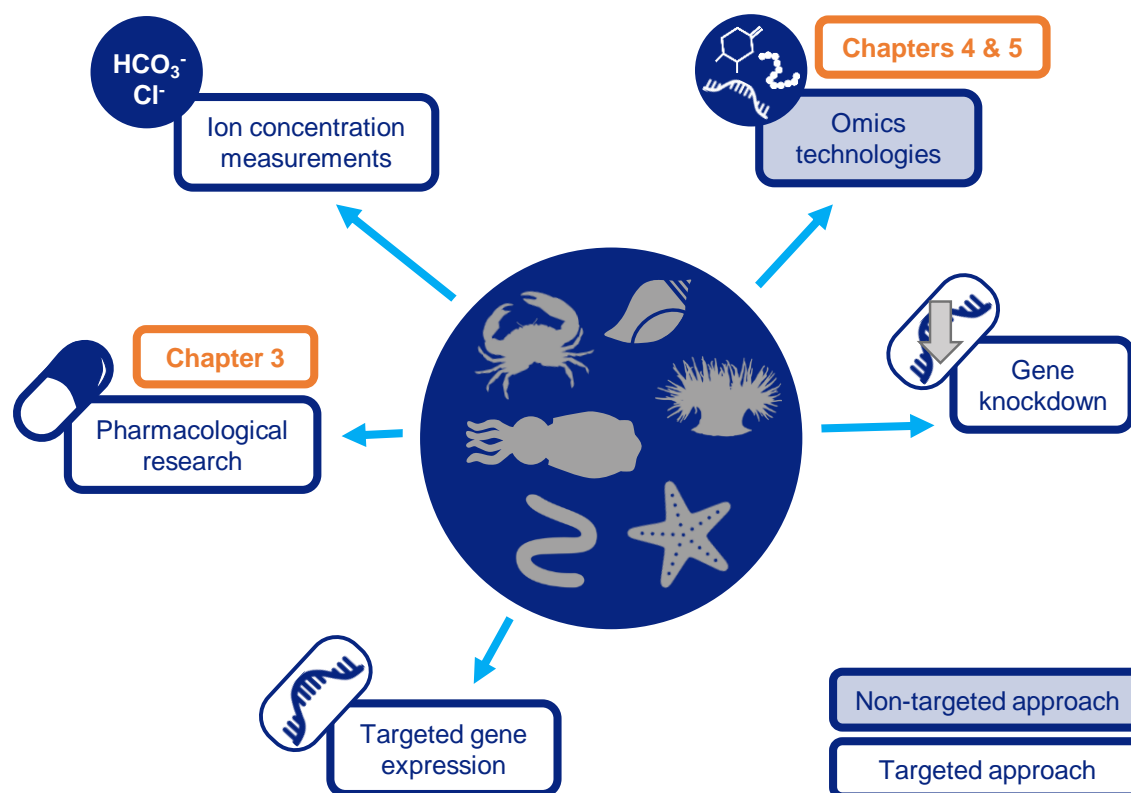 HCO₃⁻
Cl⁻
Ion concentration
measurements
Chapters 4 & 5
Omics
technologies
Chapter 3
Pharmacological
research
Gene
knockdown
Targeted gene
expression
Non-targeted approach
Targeted approach